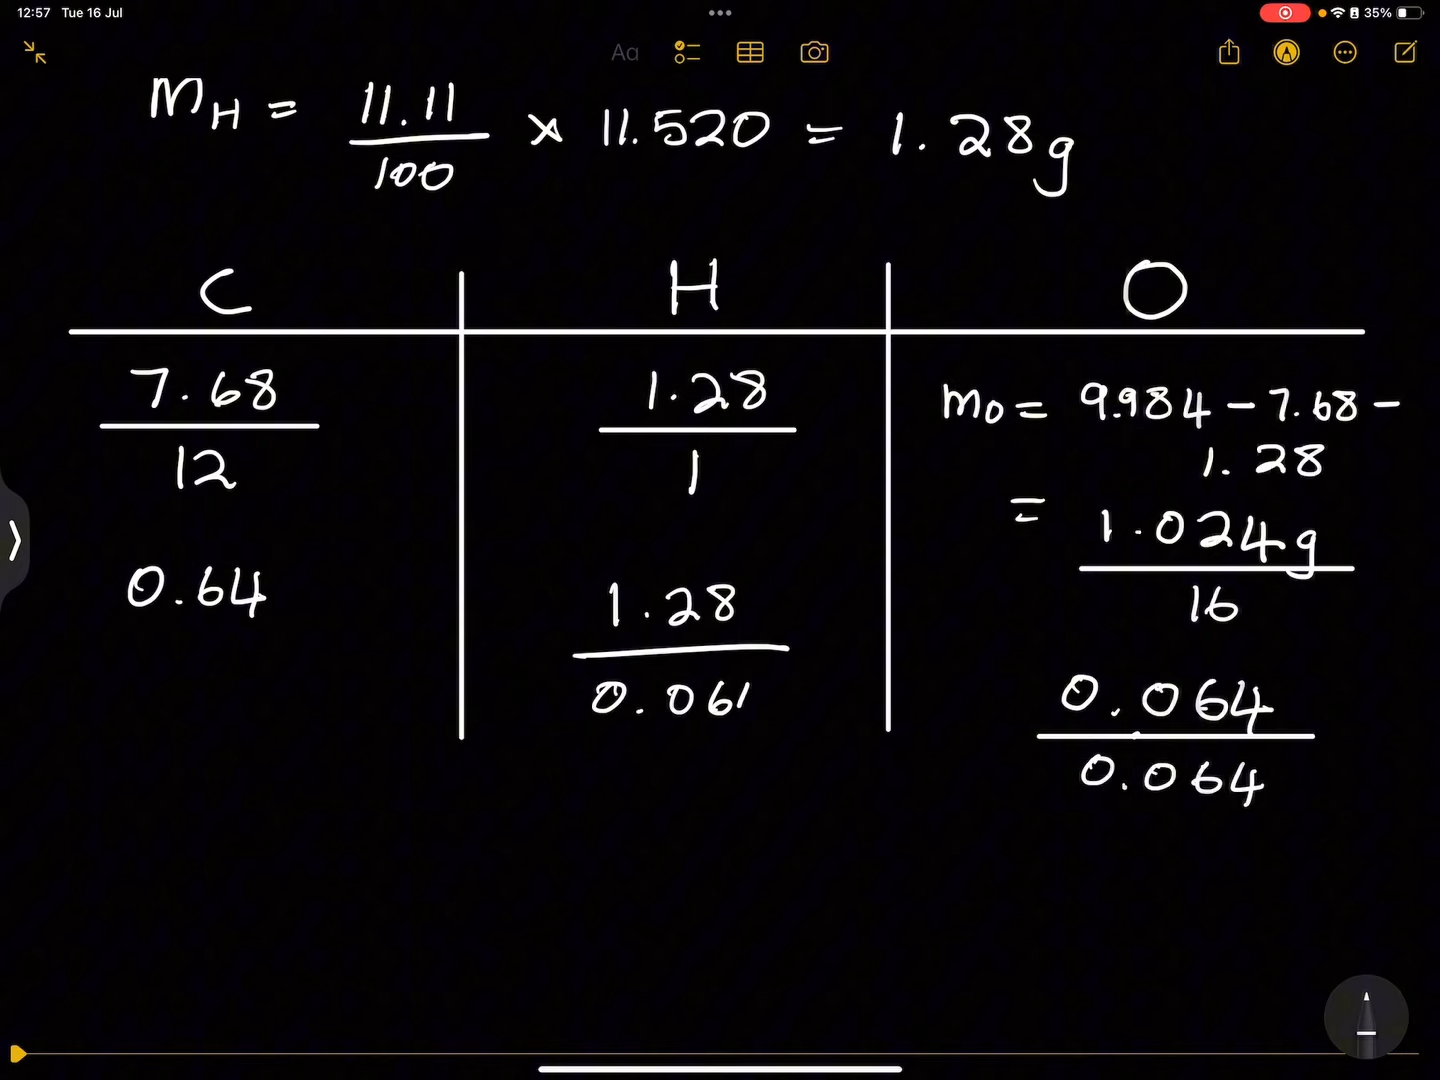 12:57 Tue 16 Jul
35%
Aa
mH = 11.11/100 × 11.520 = 1.28g
C H O
7.68/12 1.28/1 mO = 9.984 - 7.68 -
1.28
= 1.024g/16
0.64 1.28/0.061 0.064/0.064